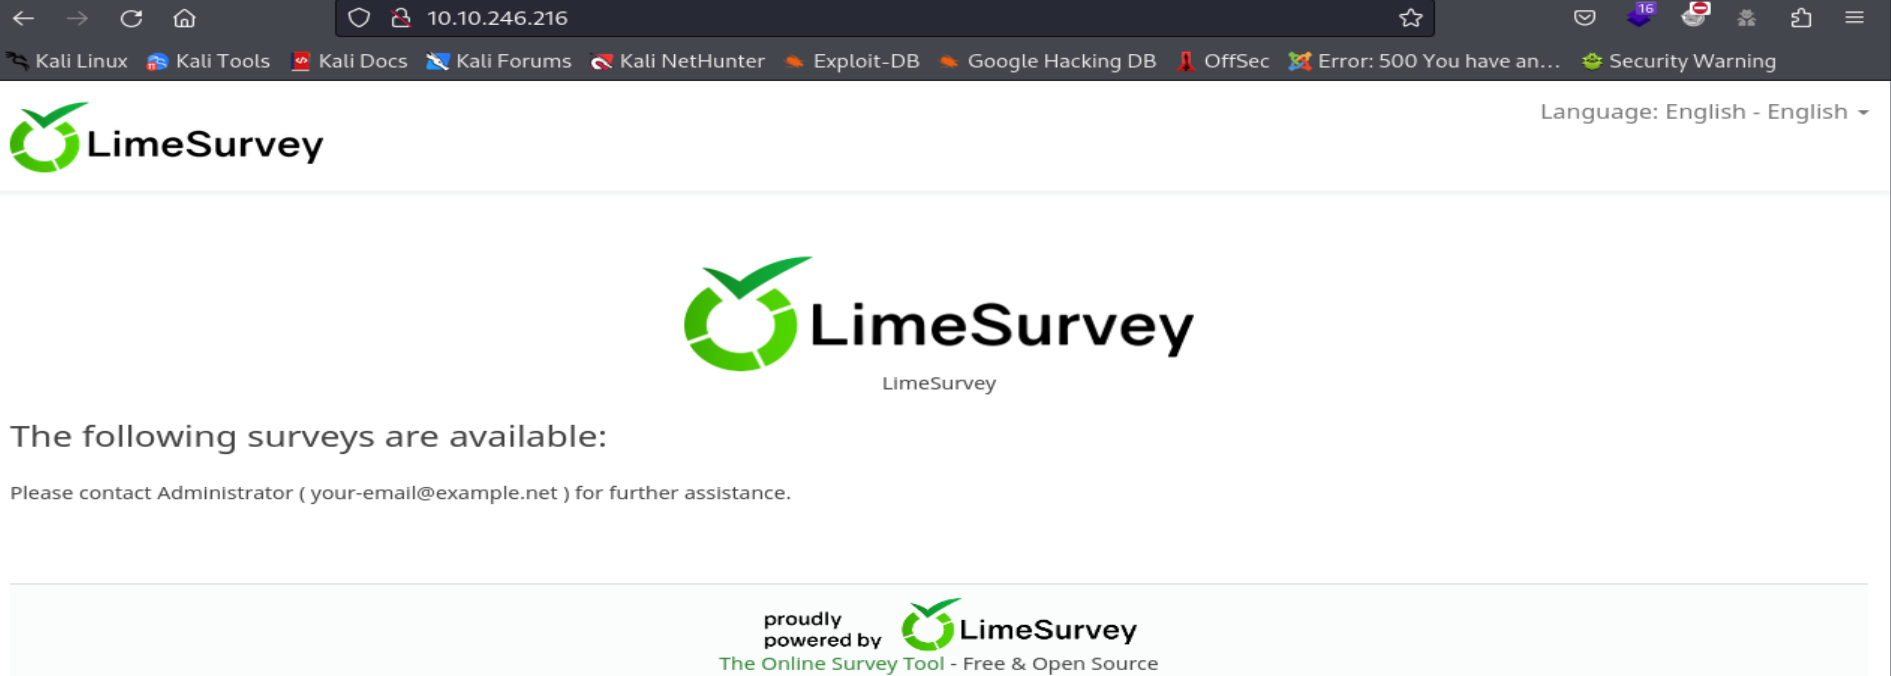 10.10.246.216
16
Kali Linux Kali Tools Kali Docs Kali Forums Kali NetHunter Exploit-DB Google Hacking DB OffSec Error: 500 You have an... Security Warning
LimeSurvey
Language: English - English
LimeSurvey
LimeSurvey
The following surveys are available:
Please contact Administrator ( your-email@example.net ) for further assistance.
proudly
powered by LimeSurvey
The Online Survey Tool - Free & Open Source